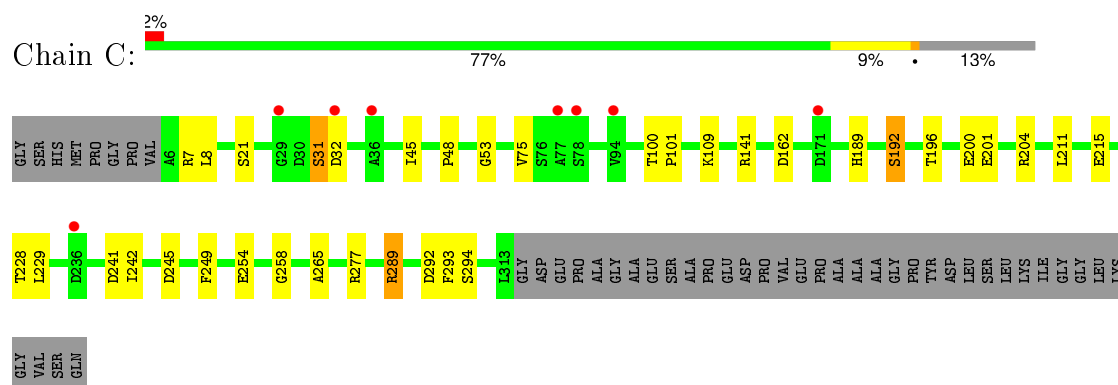 2%
Chain C:
77% 9% • 13%
GLY SER HIS MET PRO GLY PRO VAL A6 R7 L8 S21 G29 D30 S31 D32 A36 I45 P48 G53 V75 S76 A77 S78 V94 T100 P101 K109 R141 D162 D171 H189 S192 T196 E200 E201 R204 L211 E215
T228 L229 D236 D241 I242 D245 F249 E254 G258 A265 R277 R289 D292 F293 S294 L313 GLY ASP GLU PRO ALA GLY ALA GLU SER ALA PRO GLU ASP PRO VAL GLU PRO ALA ALA ALA GLY PRO TYR ASP LEU SER LEU LYS ILE GLY GLY LEU LYS
GLY VAL SER GLN